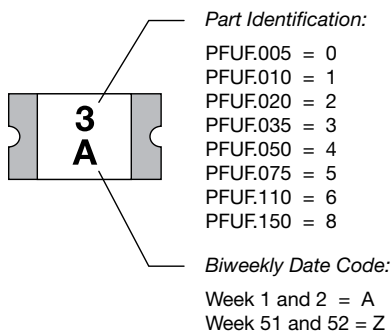 Part Identification:
PFUF.005 = 0
PFUF.010 = 1
PFUF.020 = 2
PFUF.035 = 3
PFUF.050 = 4
PFUF.075 = 5
PFUF.110 = 6
PFUF.150 = 8
3
A
Biweekly Date Code:
Week 1 and 2 = A
Week 51 and 52 = Z